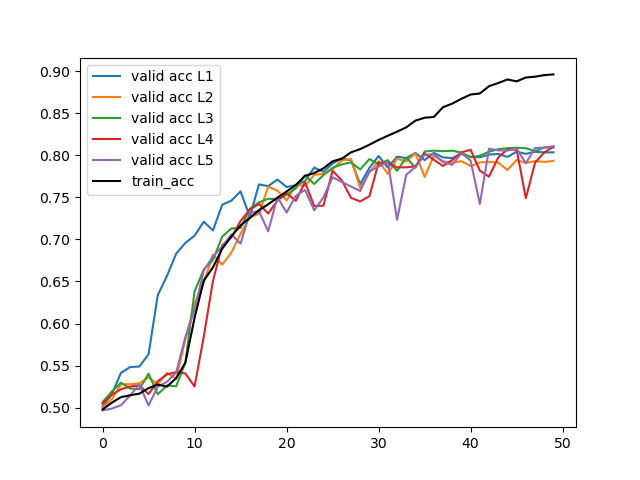 0.90
0.85
0.80
0.75
0.70
0.65
0.60
0.55
0.50
valid acc L1
valid acc L2
valid acc L3
valid acc L4
valid acc L5
train_acc
0 10 20 30 40 50